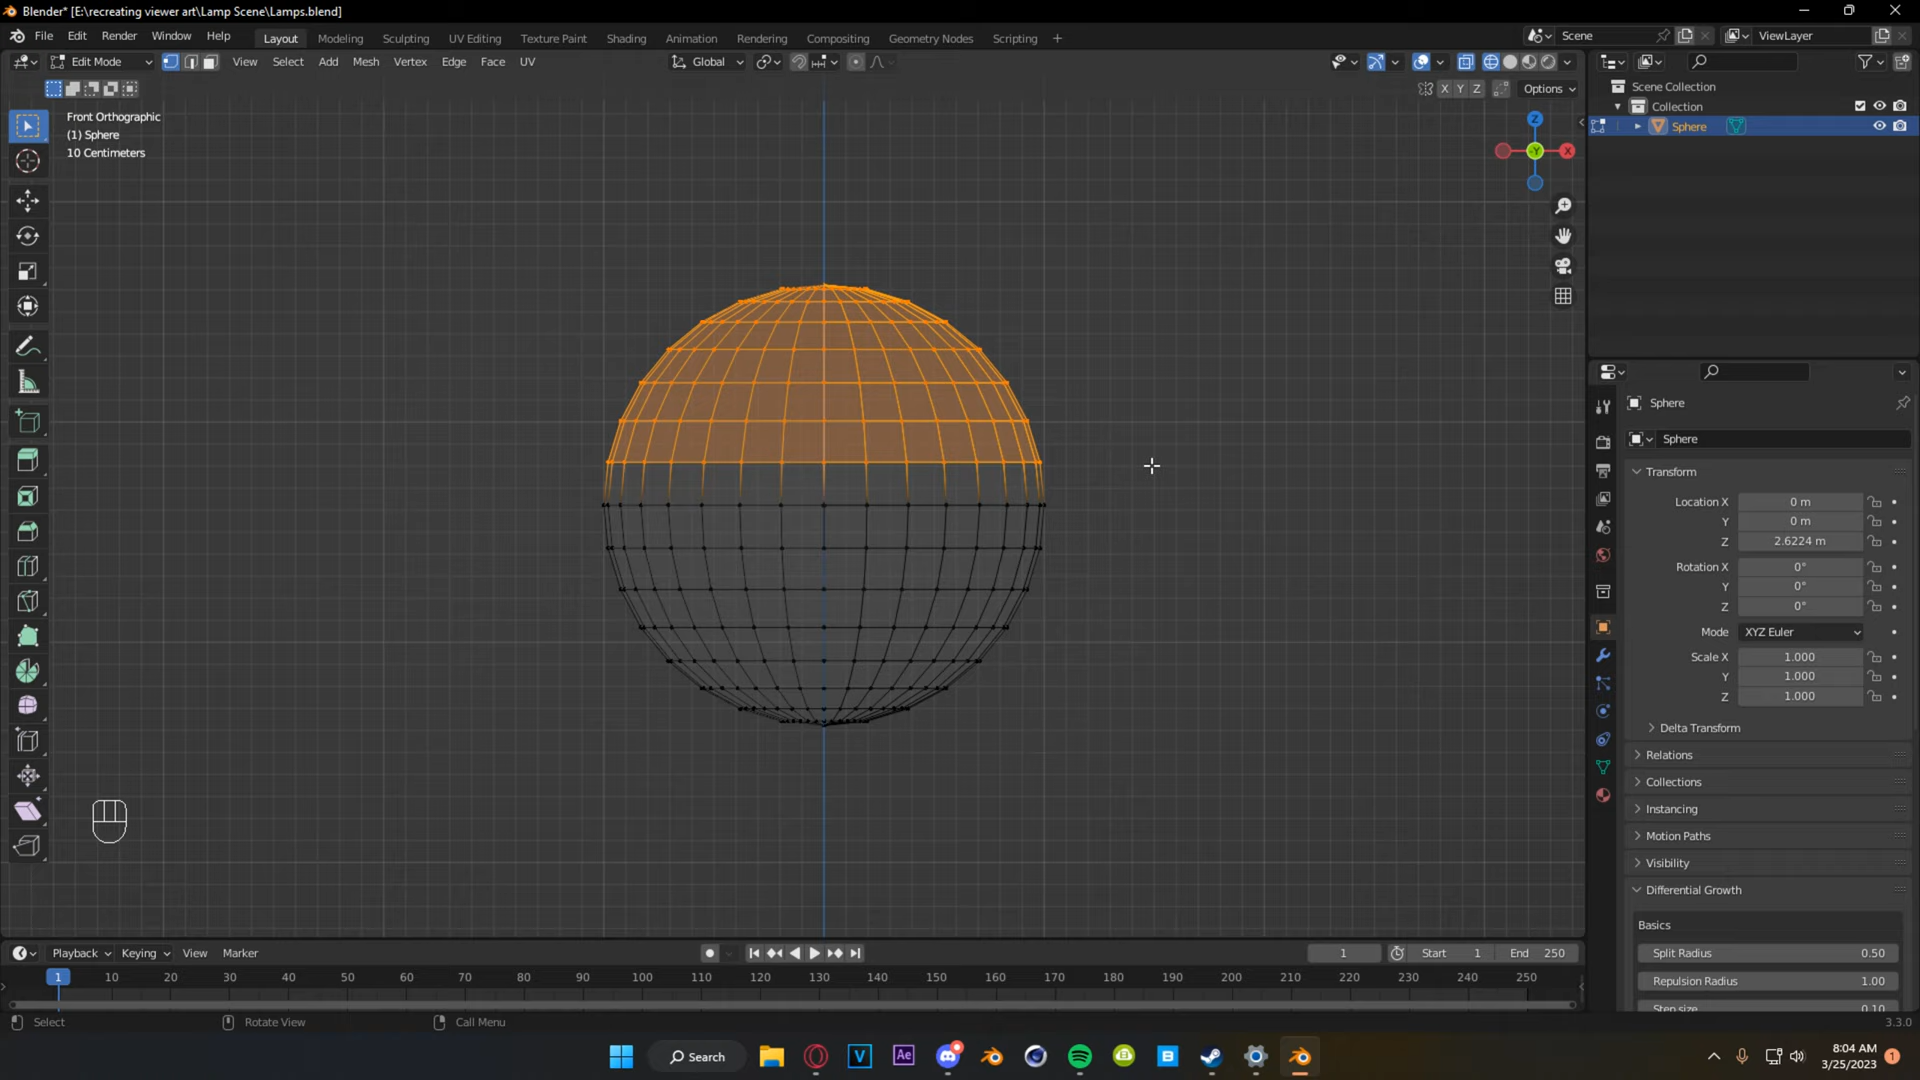 Blender* [E:\recreating viewer art\Lamp Scene\Lamps.blend]
File Edit Render Window Help
Layout Modeling Sculpting UV Editing Texture Paint Shading Animation Rendering Compositing Geometry Nodes Scripting +
Scene
ViewLayer
Edit Mode
View Select Add Mesh Vertex Edge Face UV
Global
X Y Z
Options
Front Orthographic
(1) Sphere
10 Centimeters
Z
-Y
X
Scene Collection
Collection
Sphere
Sphere
Sphere
Transform
Location X 0 m
Y 0 m
Z 2.6224 m
Rotation X 0°
Y 0°
Z 0°
Mode XYZ Euler
Scale X 1.000
Y 1.000
Z 1.000
Delta Transform
Relations
Collections
Instancing
Motion Paths
Visibility
Differential Growth
Basics
Split Radius 0.50
Repulsion Radius 1.00
Step size 0.10
Playback Keying View Marker
1
Start 1
End 250
1 10 20 30 40 50 60 70 80 90 100 110 120 130 140 150 160 170 180 190 200 210 220 230 240 250
Select
Rotate View
Call Menu
3.3.0
Search
V
Ae
B
8:04 AM
3/25/2023
1